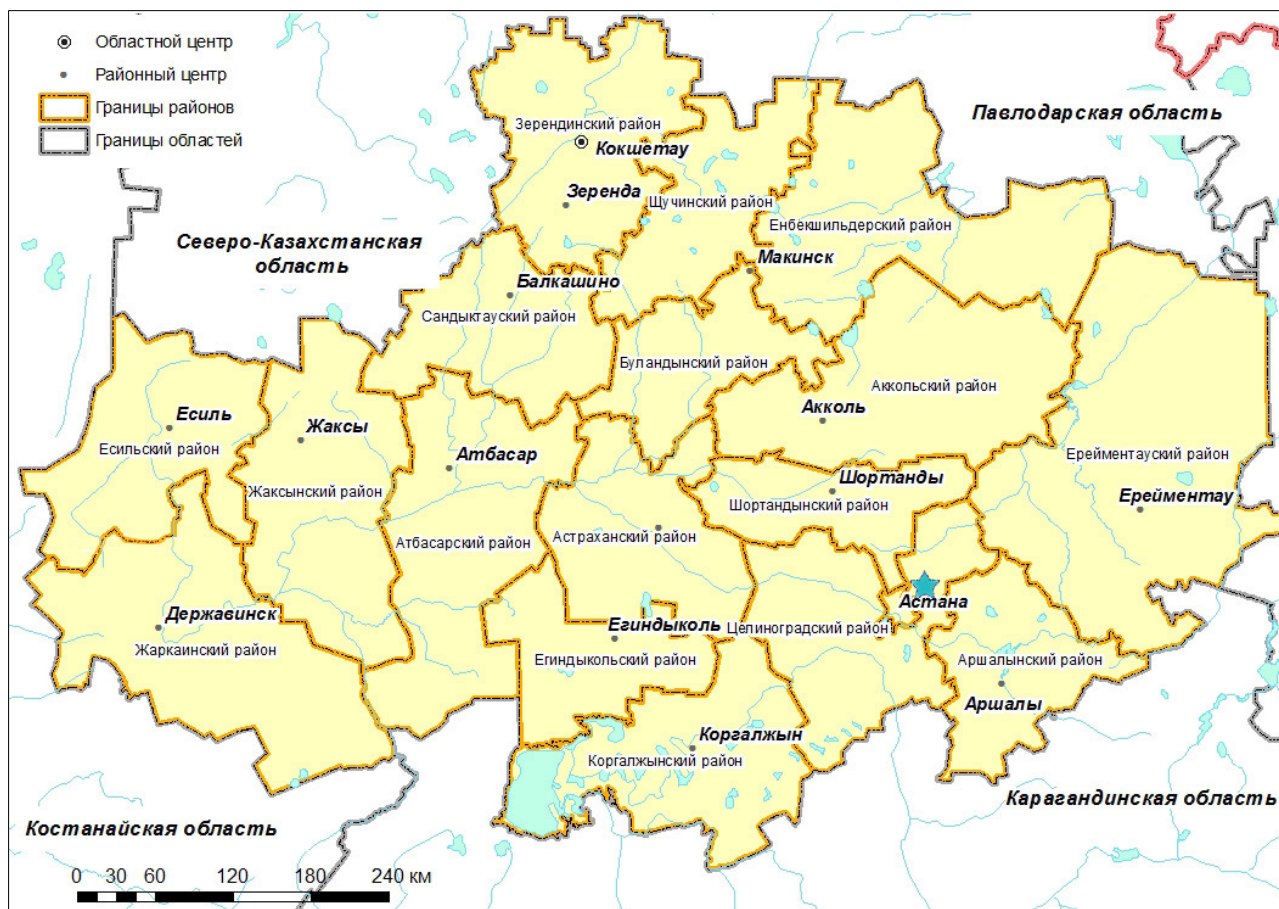 Областной центр
Районный центр
Границы районов
Границы областей
Павлодарская область
Зерендинский район
Кокшетау
Зеренда
Щучинский район
Енбекшильдерский район
Северо-Казахстанская
область
Макинск
Балкашино
Сандыктауский район
Буландынский район
Аккольский район
Акколь
Есиль
Жаксы
Есильский район
Атбасар
Ерейментауский район
Шортанды
Жаксынский район
Шортандынский район
Ерейментау
Астраханский район
Атбасарский район
Астана
Державинск
Егиндыколь
Целиноградский район
Жаркаинский район
Егиндыкольский район
Аршалынский район
Аршалы
Коргалжын
Коргалжынский район
Карагандинская область
Костанайская область
0 30 60 120 180 240 км